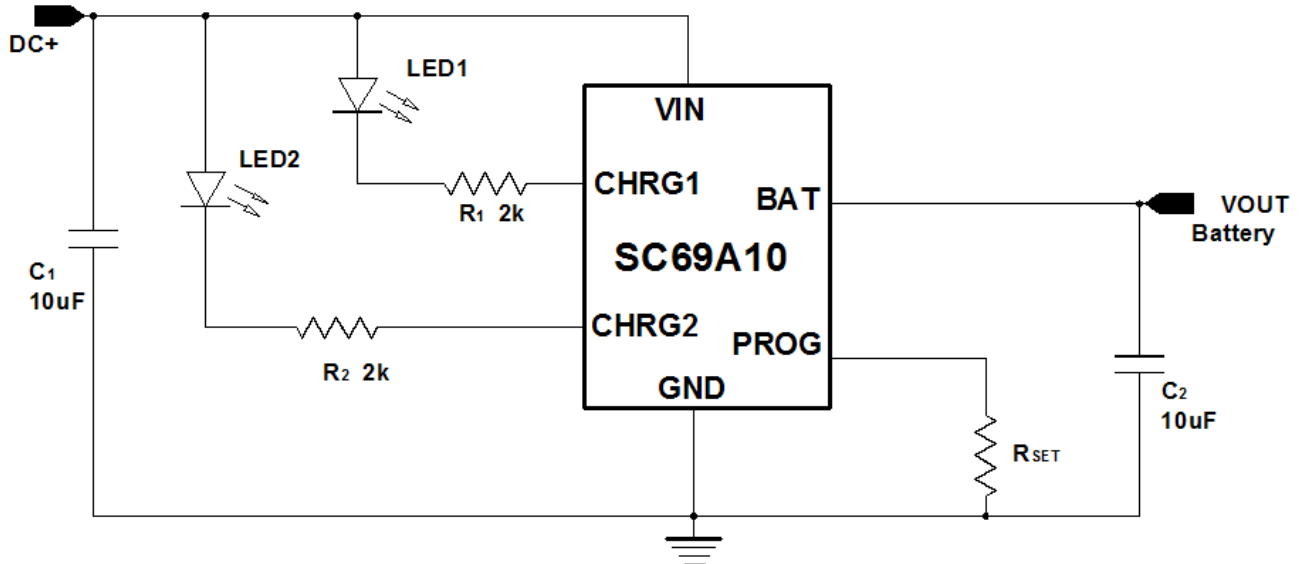 DC+
LED1
VIN
LED2
CHRG1
R1 2k
BAT
VOUT
Battery
SC69A10
C1
10uF
CHRG2
PROG
R2 2k
GND
C2
10uF
RSET